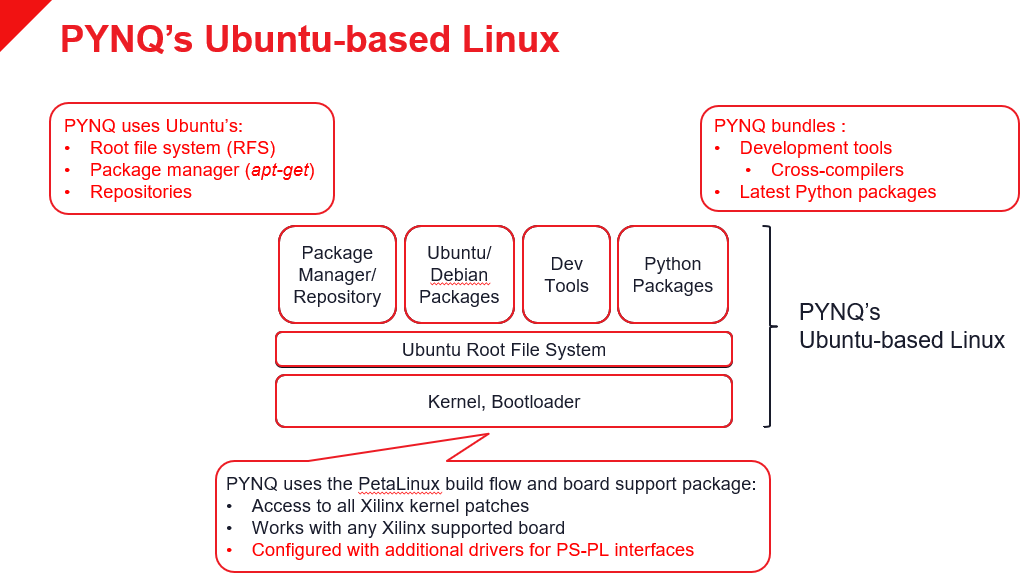 PYNQ’s Ubuntu-based Linux
PYNQ uses Ubuntu’s:
• Root file system (RFS)
• Package manager (apt-get)
• Repositories
PYNQ bundles :
• Development tools
• Cross-compilers
• Latest Python packages
Package
Manager/
Repository
Ubuntu/
Debian
Packages
Dev
Tools
Python
Packages
Ubuntu Root File System
Kernel, Bootloader
PYNQ’s
Ubuntu-based Linux
PYNQ uses the PetaLinux build flow and board support package:
• Access to all Xilinx kernel patches
• Works with any Xilinx supported board
• Configured with additional drivers for PS-PL interfaces